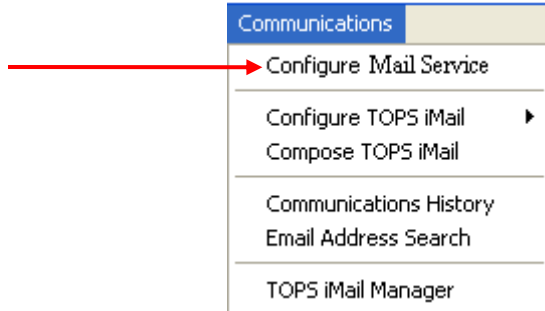 Communications
Configure Mail Service
Configure TOPS iMail
Compose TOPS iMail
Communications History
Email Address Search
TOPS iMail Manager